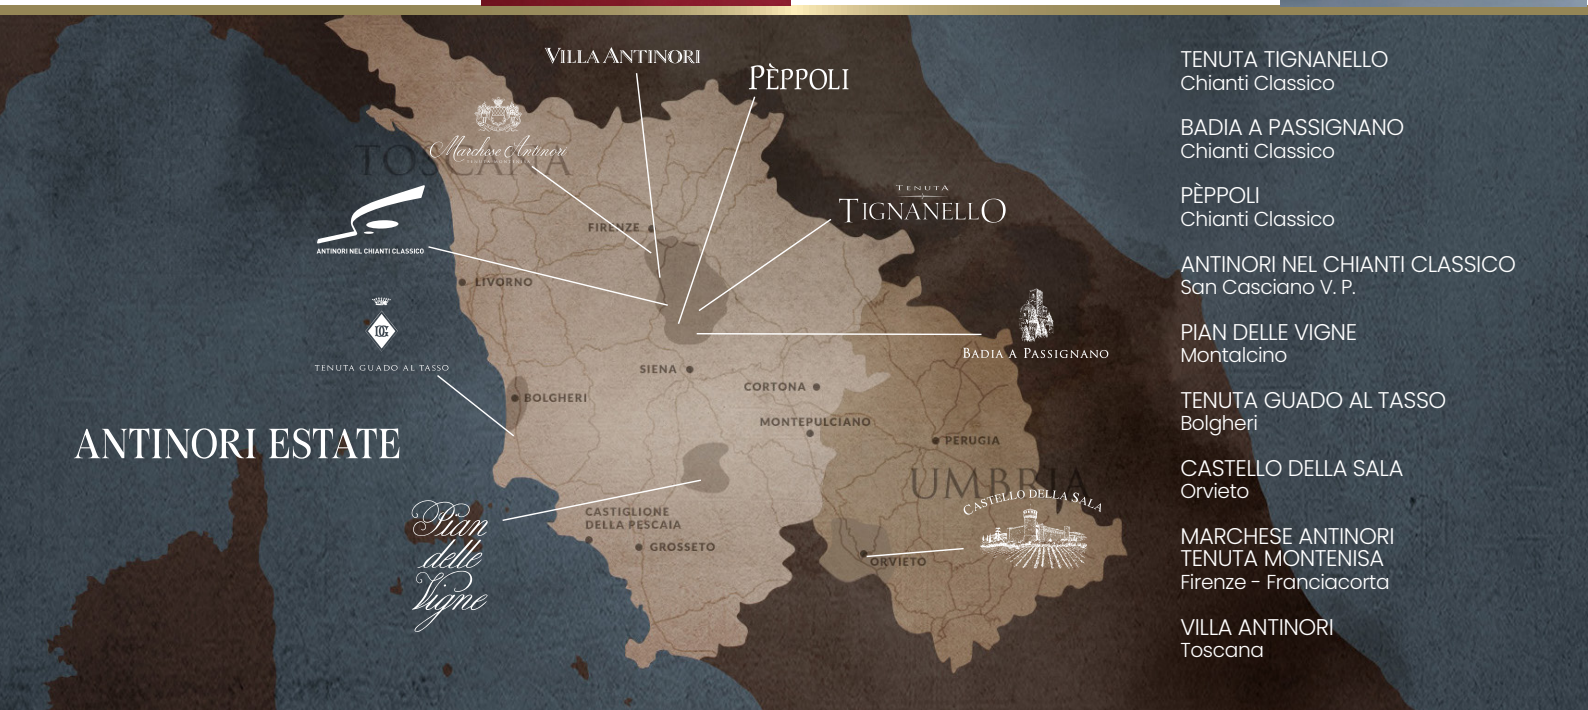 VILLA ANTINORI
PÈPPOLI
Marchese Antinori
TENUTA MONTENISA
TOSCANA
TENUTA
TIGNANELLO
FIRENZE
ANTINORI NEL CHIANTI CLASSICO
LIVORNO
DG
TENUTA GUADO AL TASSO
BADIA A PASSIGNANO
SIENA
CORTONA
BOLGHERI
MONTEPULCIANO
PERUGIA
ANTINORI ESTATE
UMBRIA
CASTELLO DELLA SALA
Pian
delle
Vigne
CASTIGLIONE
DELLA PESCAIA
GROSSETO
ORVIETO
TENUTA TIGNANELLO
Chianti Classico
BADIA A PASSIGNANO
Chianti Classico
PÈPPOLI
Chianti Classico
ANTINORI NEL CHIANTI CLASSICO
San Casciano V. P.
PIAN DELLE VIGNE
Montalcino
TENUTA GUADO AL TASSO
Bolgheri
CASTELLO DELLA SALA
Orvieto
MARCHESE ANTINORI
TENUTA MONTENISA
Firenze - Franciacorta
VILLA ANTINORI
Toscana